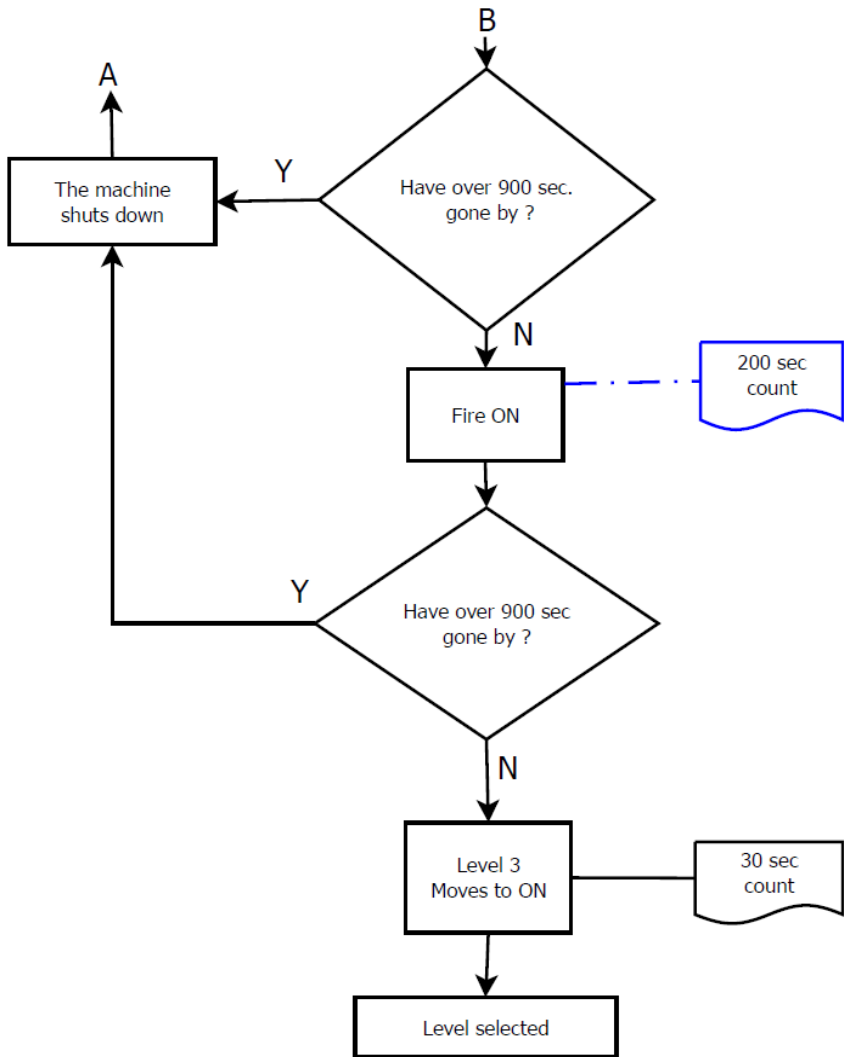 B
A
Y
Have over 900 sec.
gone by ?
The machine
shuts down
N
200 sec
count
Fire ON
Y
Have over 900 sec
gone by ?
N
Level 3
Moves to ON
30 sec
count
Level selected